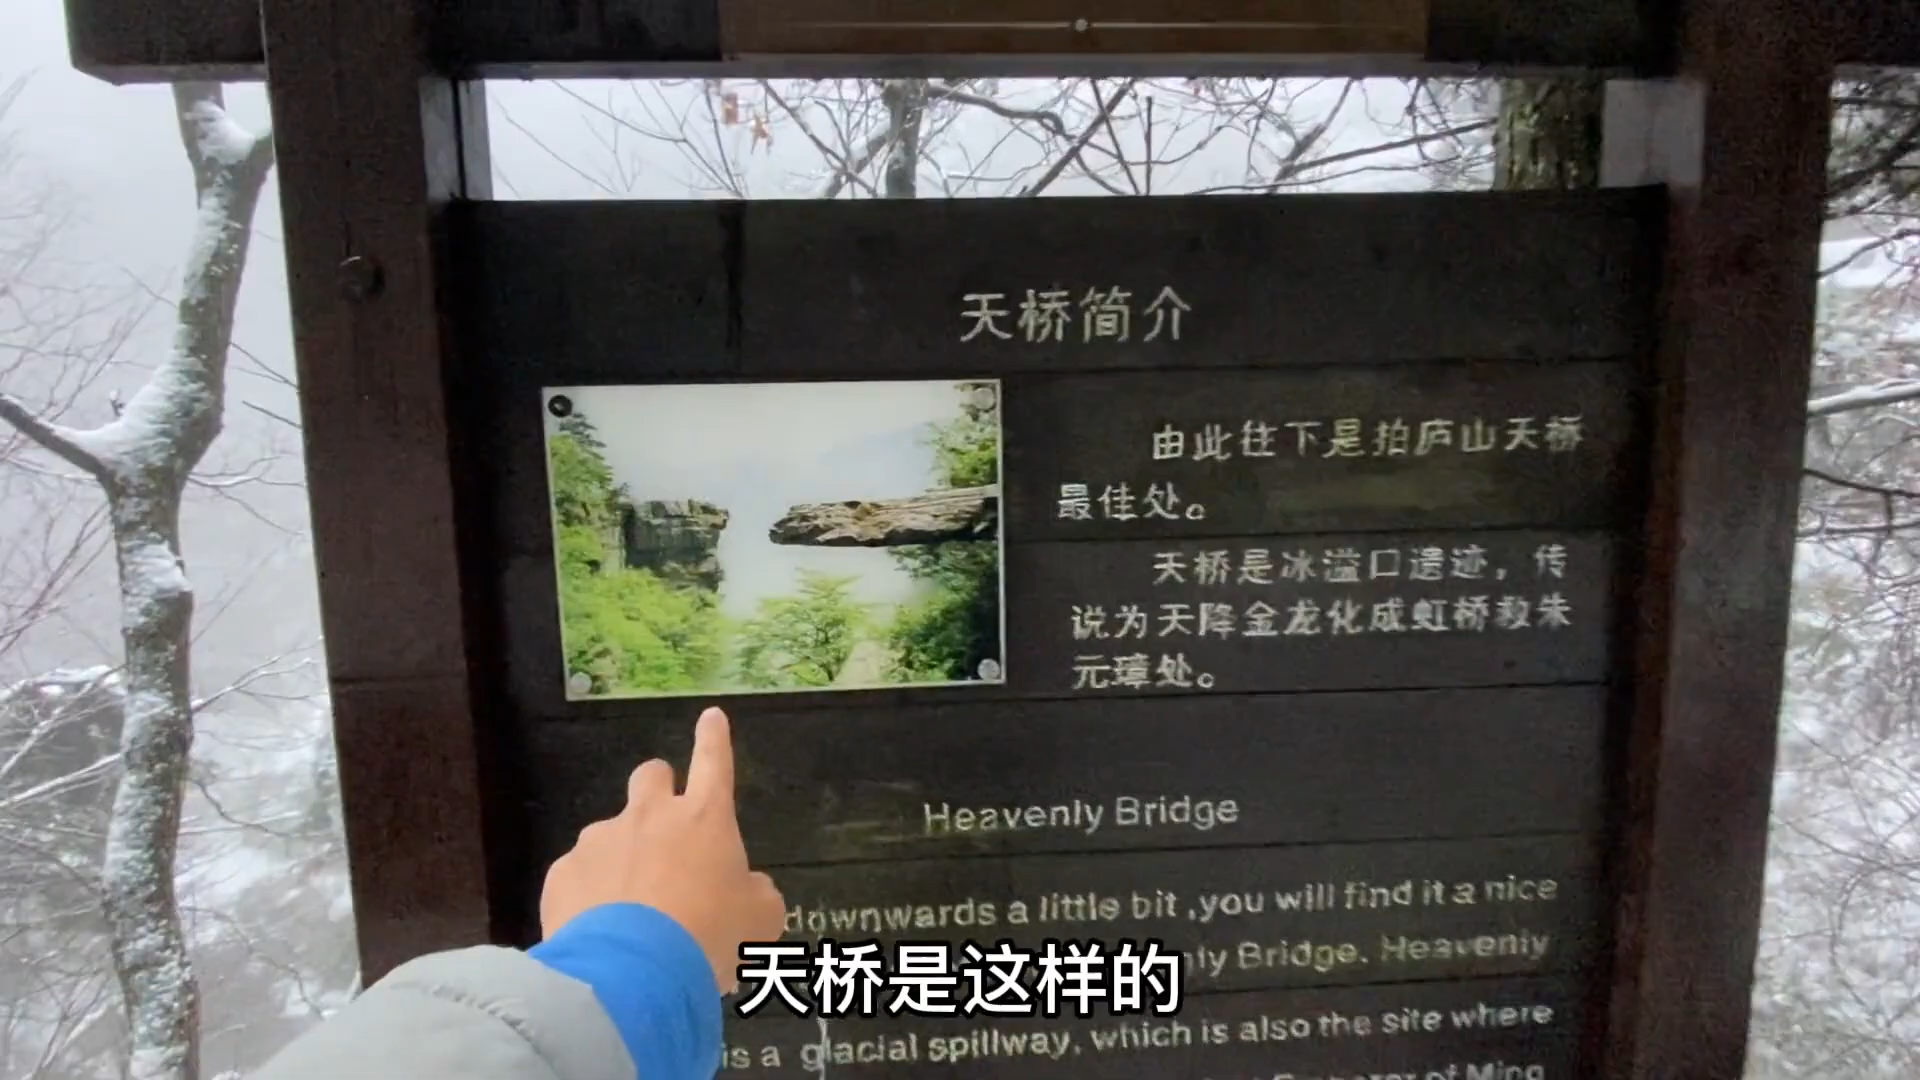 天桥简介
由此往下是拍庐山天桥
最佳处。
天桥是冰溢口遗迹，传
说为天降金龙化成虹桥救朱
元璋处。
Heavenly Bridge
downwards a little bit ,you will find it a nice
Bridge. Heavenly
天桥是这样的
is a glacial spillway, which is also the site where
of Ming